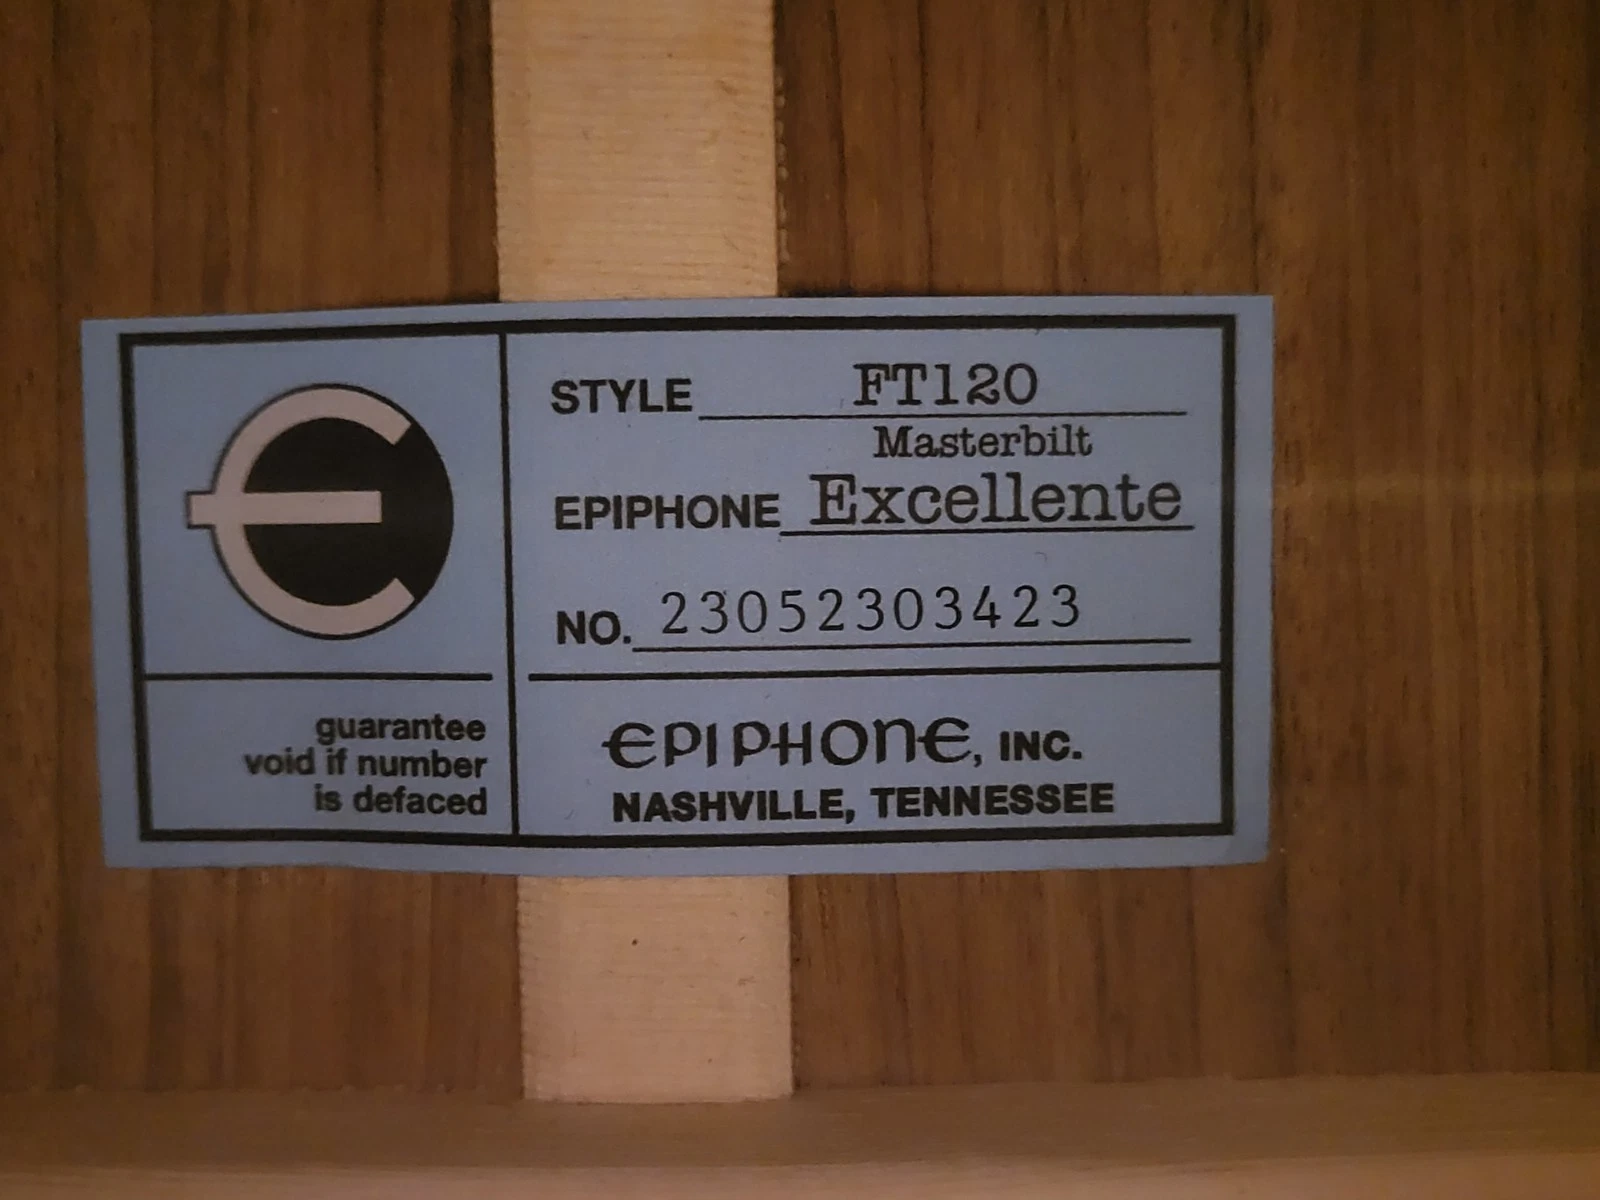 STYLE FT120
Masterbilt
EPIPHONE Excellente
NO. 23052303423
guarantee
void if number
is defaced
EPIPHONE, INC.
NASHVILLE, TENNESSEE